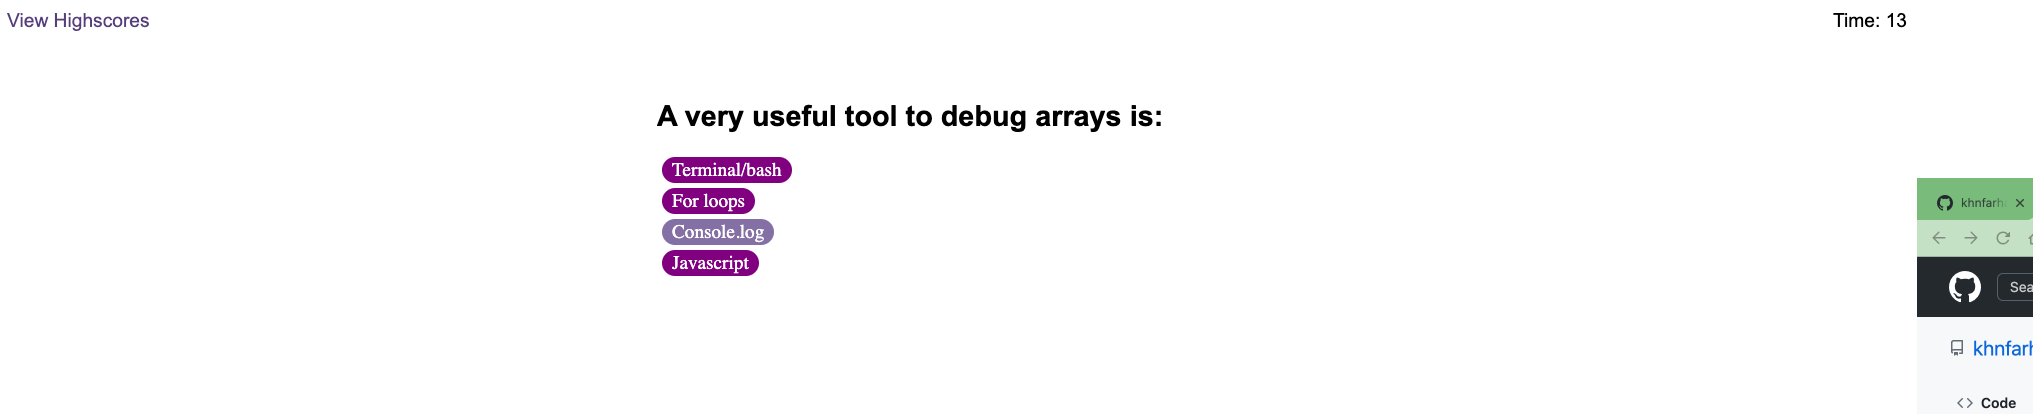 View Highscores
Time: 13
A very useful tool to debug arrays is:
Terminal/bash
For loops
Console.log
Javascript
khnfarh
Sea
khnfarh
Code